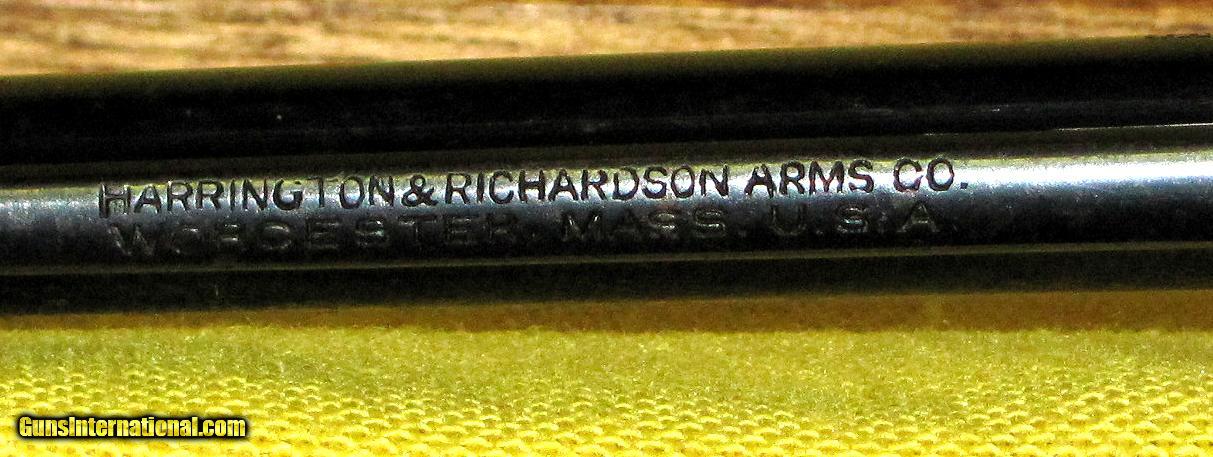 HARRINGTON & RICHARDSON ARMS CO.
WORCESTER, MASS. U.S.A.
GunsInternational.com